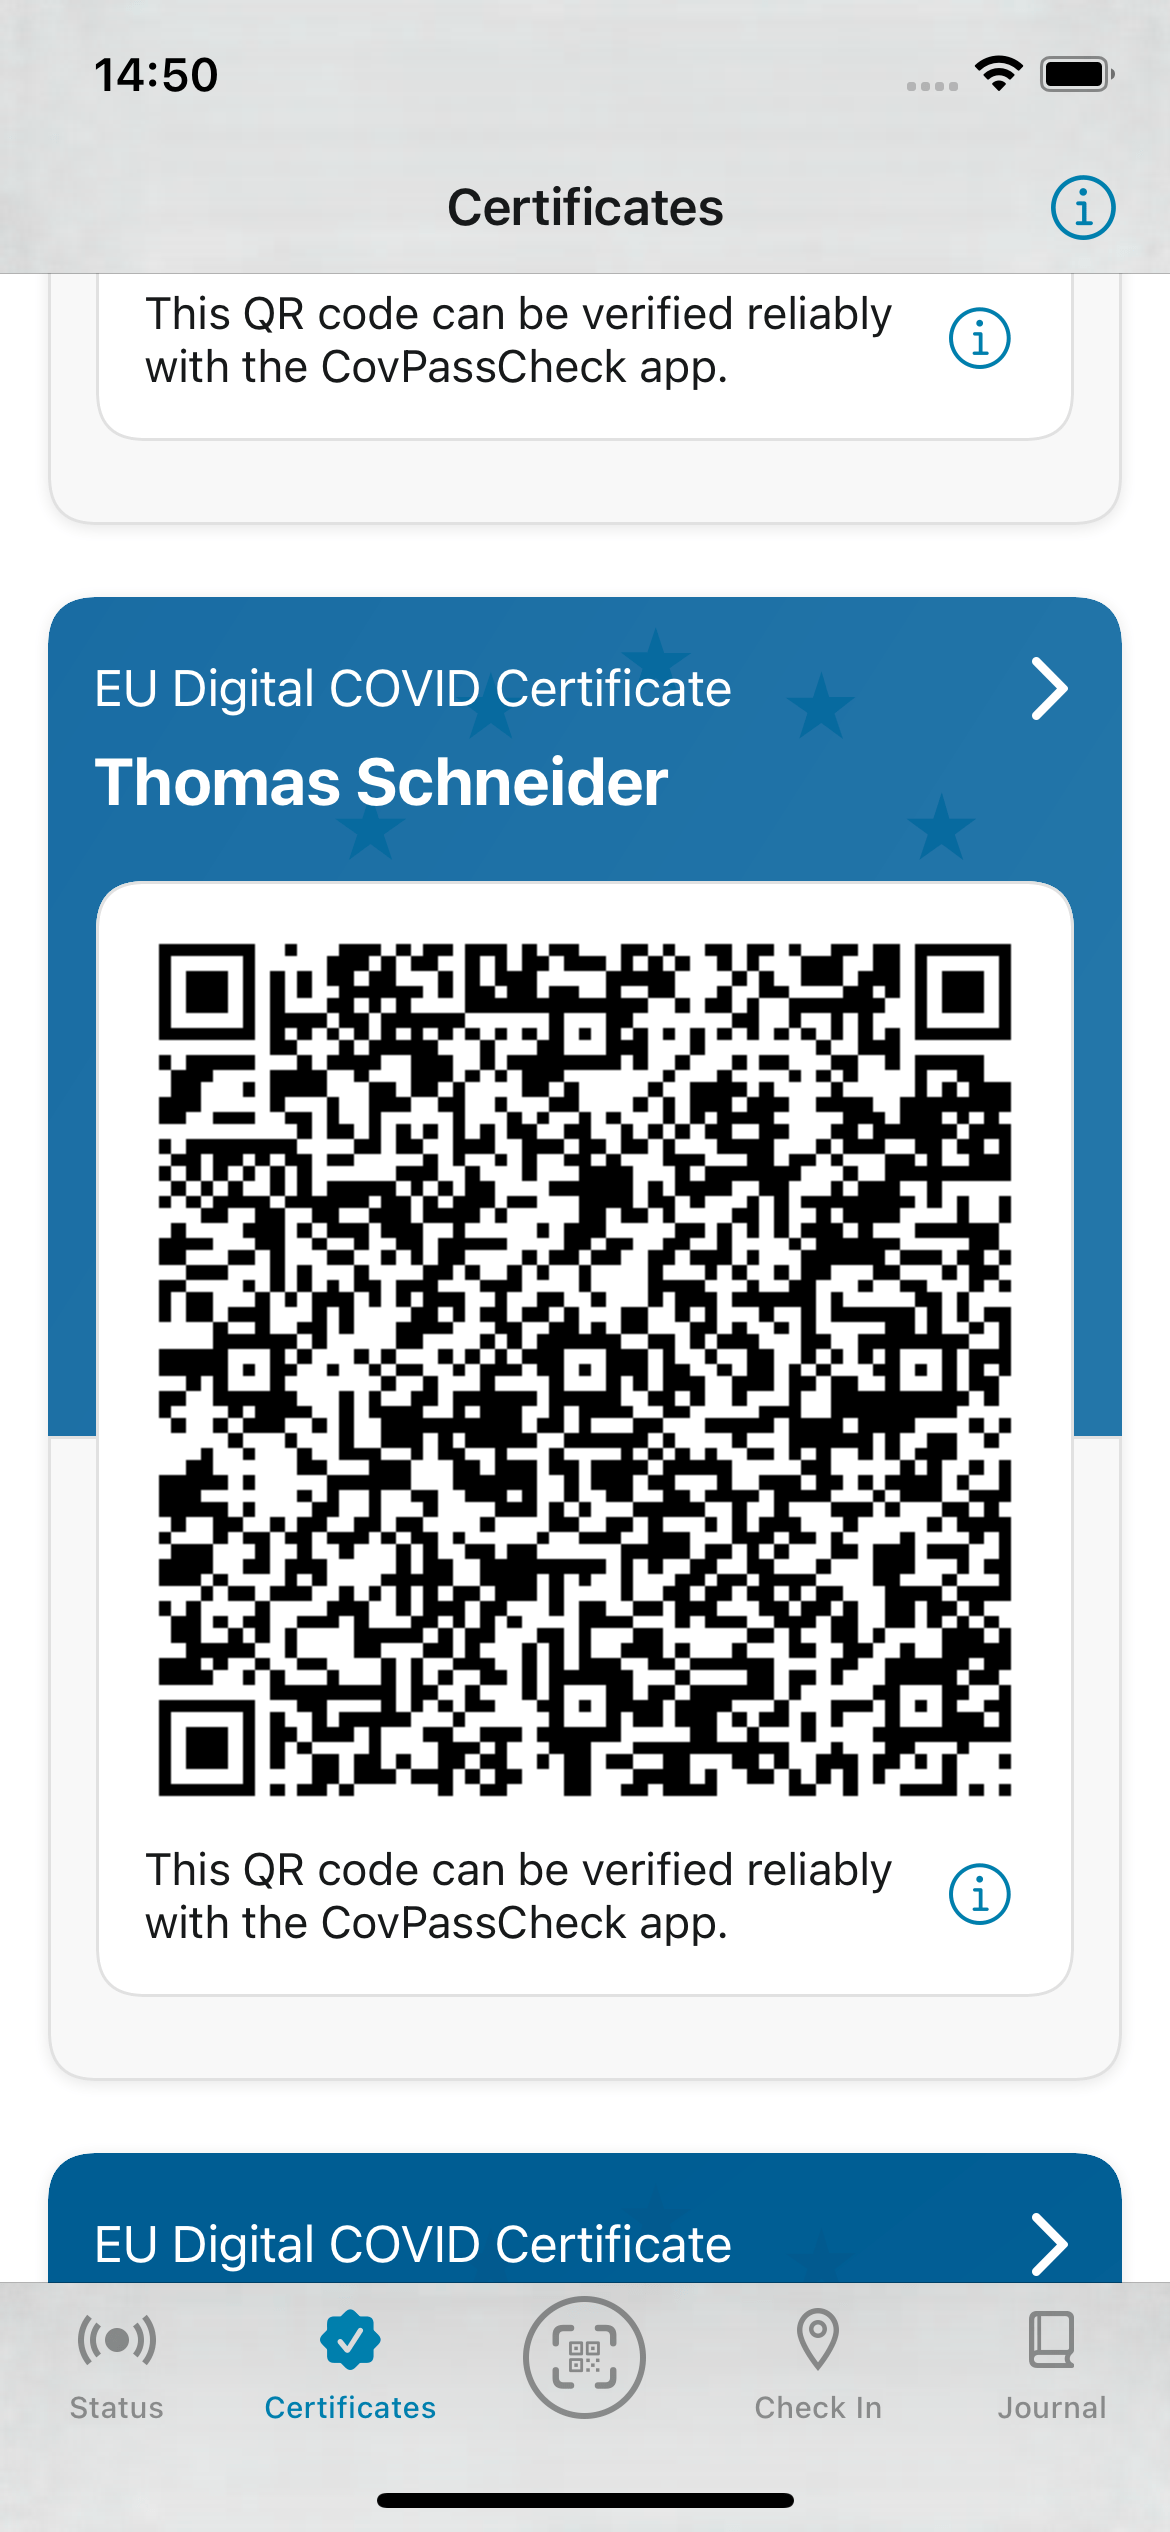 14:50
Certificates
This QR code can be verified reliably
with the CovPassCheck app.
EU Digital COVID Certificate
Thomas Schneider
This QR code can be verified reliably
with the CovPassCheck app.
EU Digital COVID Certificate
Status
Certificates
Check In
Journal